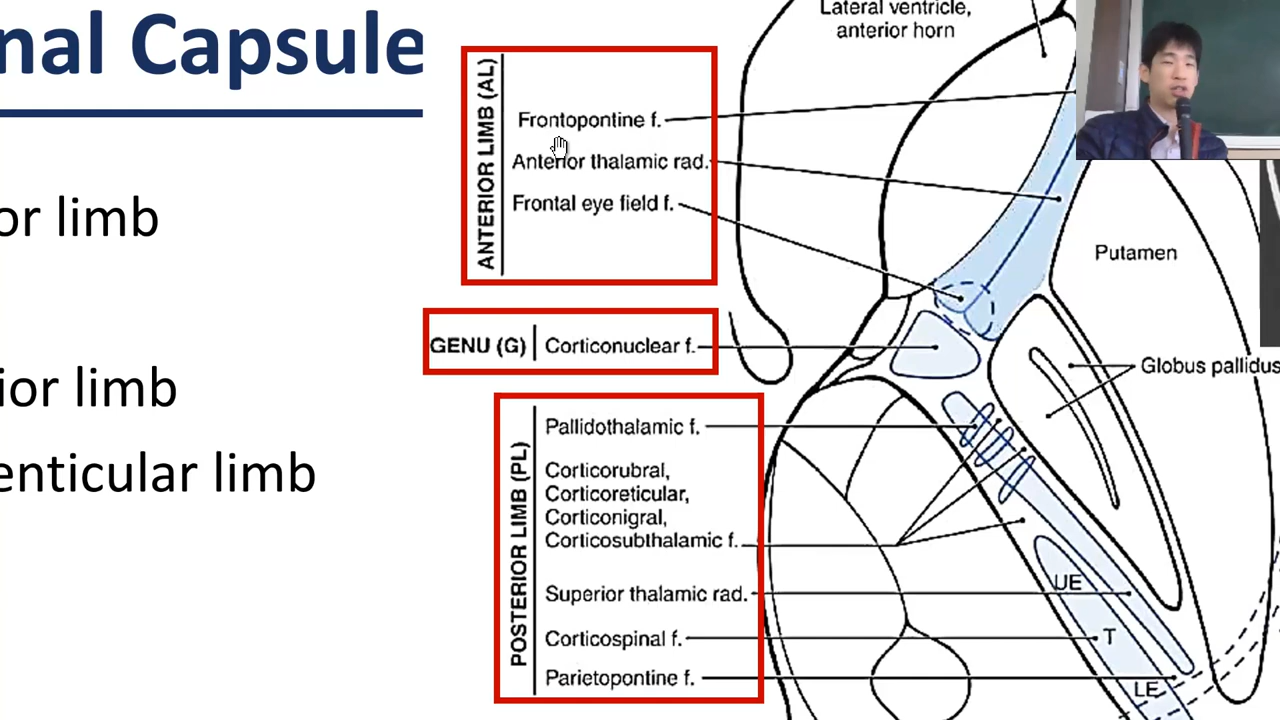 nal Capsule
or limb
ior limb
enticular limb
Lateral ventricle,
anterior horn
ANTERIOR LIMB (AL)
Frontopontine f.
Anterior thalamic rad.
Frontal eye field f.
Putamen
GENU (G)
Corticonuclear f.
Globus pallidus
POSTERIOR LIMB (PL)
Pallidothalamic f.
Corticorubral,
Corticoreticular,
Corticonigral,
Corticosubthalamic f.
Superior thalamic rad.
Corticospinal f.
Parietopontine f.
UE
T
LE